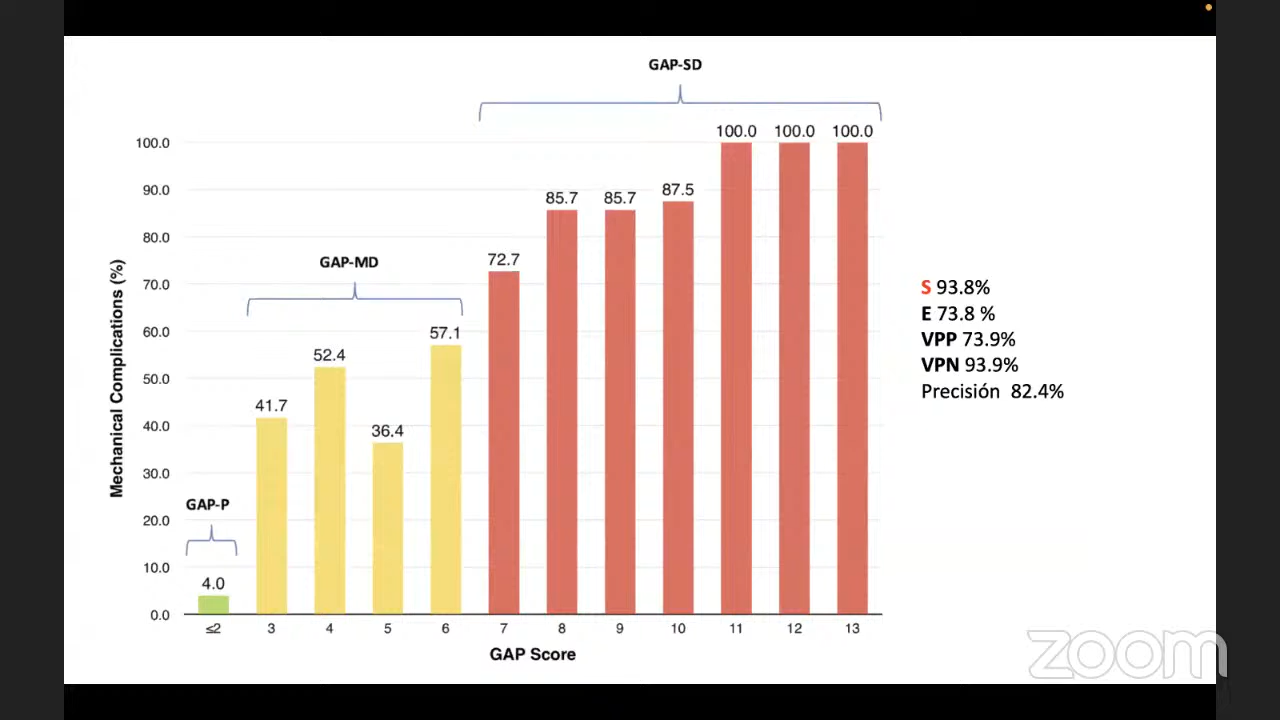 GAP-SD
100.0 100.0 100.0
100.0
90.0
87.5
85.7 85.7
80.0
72.7
GAP-MD
70.0
60.0
57.1
52.4
50.0
41.7
40.0
36.4
30.0
GAP-P
20.0
10.0
4.0
0.0
Mechanical Complications (%)
≤2 3 4 5 6 7 8 9 10 11 12 13
GAP Score
S 93.8%
E 73.8 %
VPP 73.9%
VPN 93.9%
Precisión 82.4%
zoom